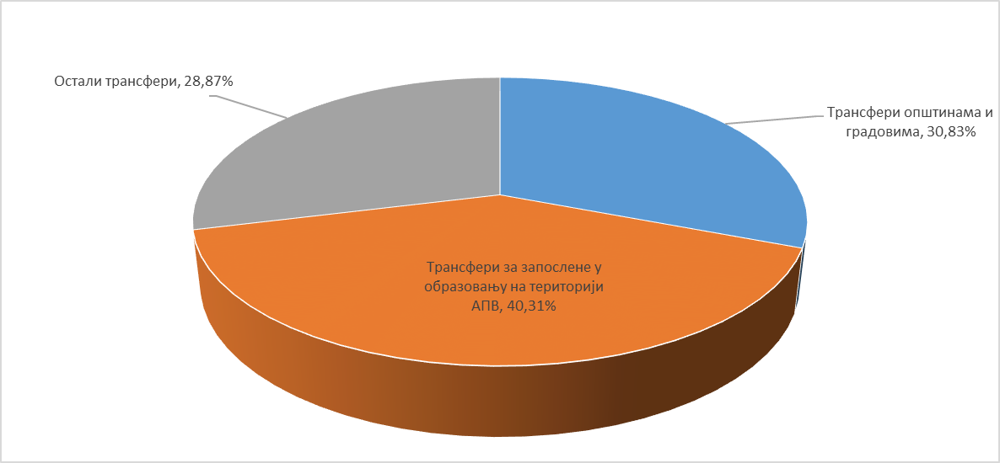 Остали трансфери, 28,87%
Трансфери општинама и
градовима, 30,83%
Трансфери за запослене у
образовању на територији
АПВ, 40,31%